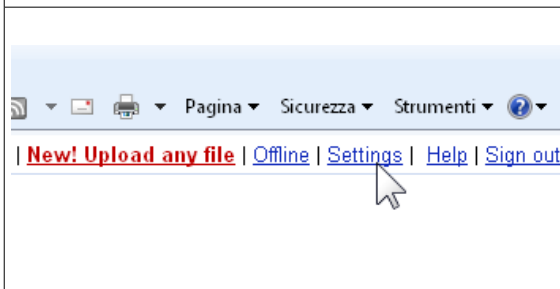 Pagina Sicurezza Strumenti
| New! Upload any file | Offline | Settings | Help | Sign out